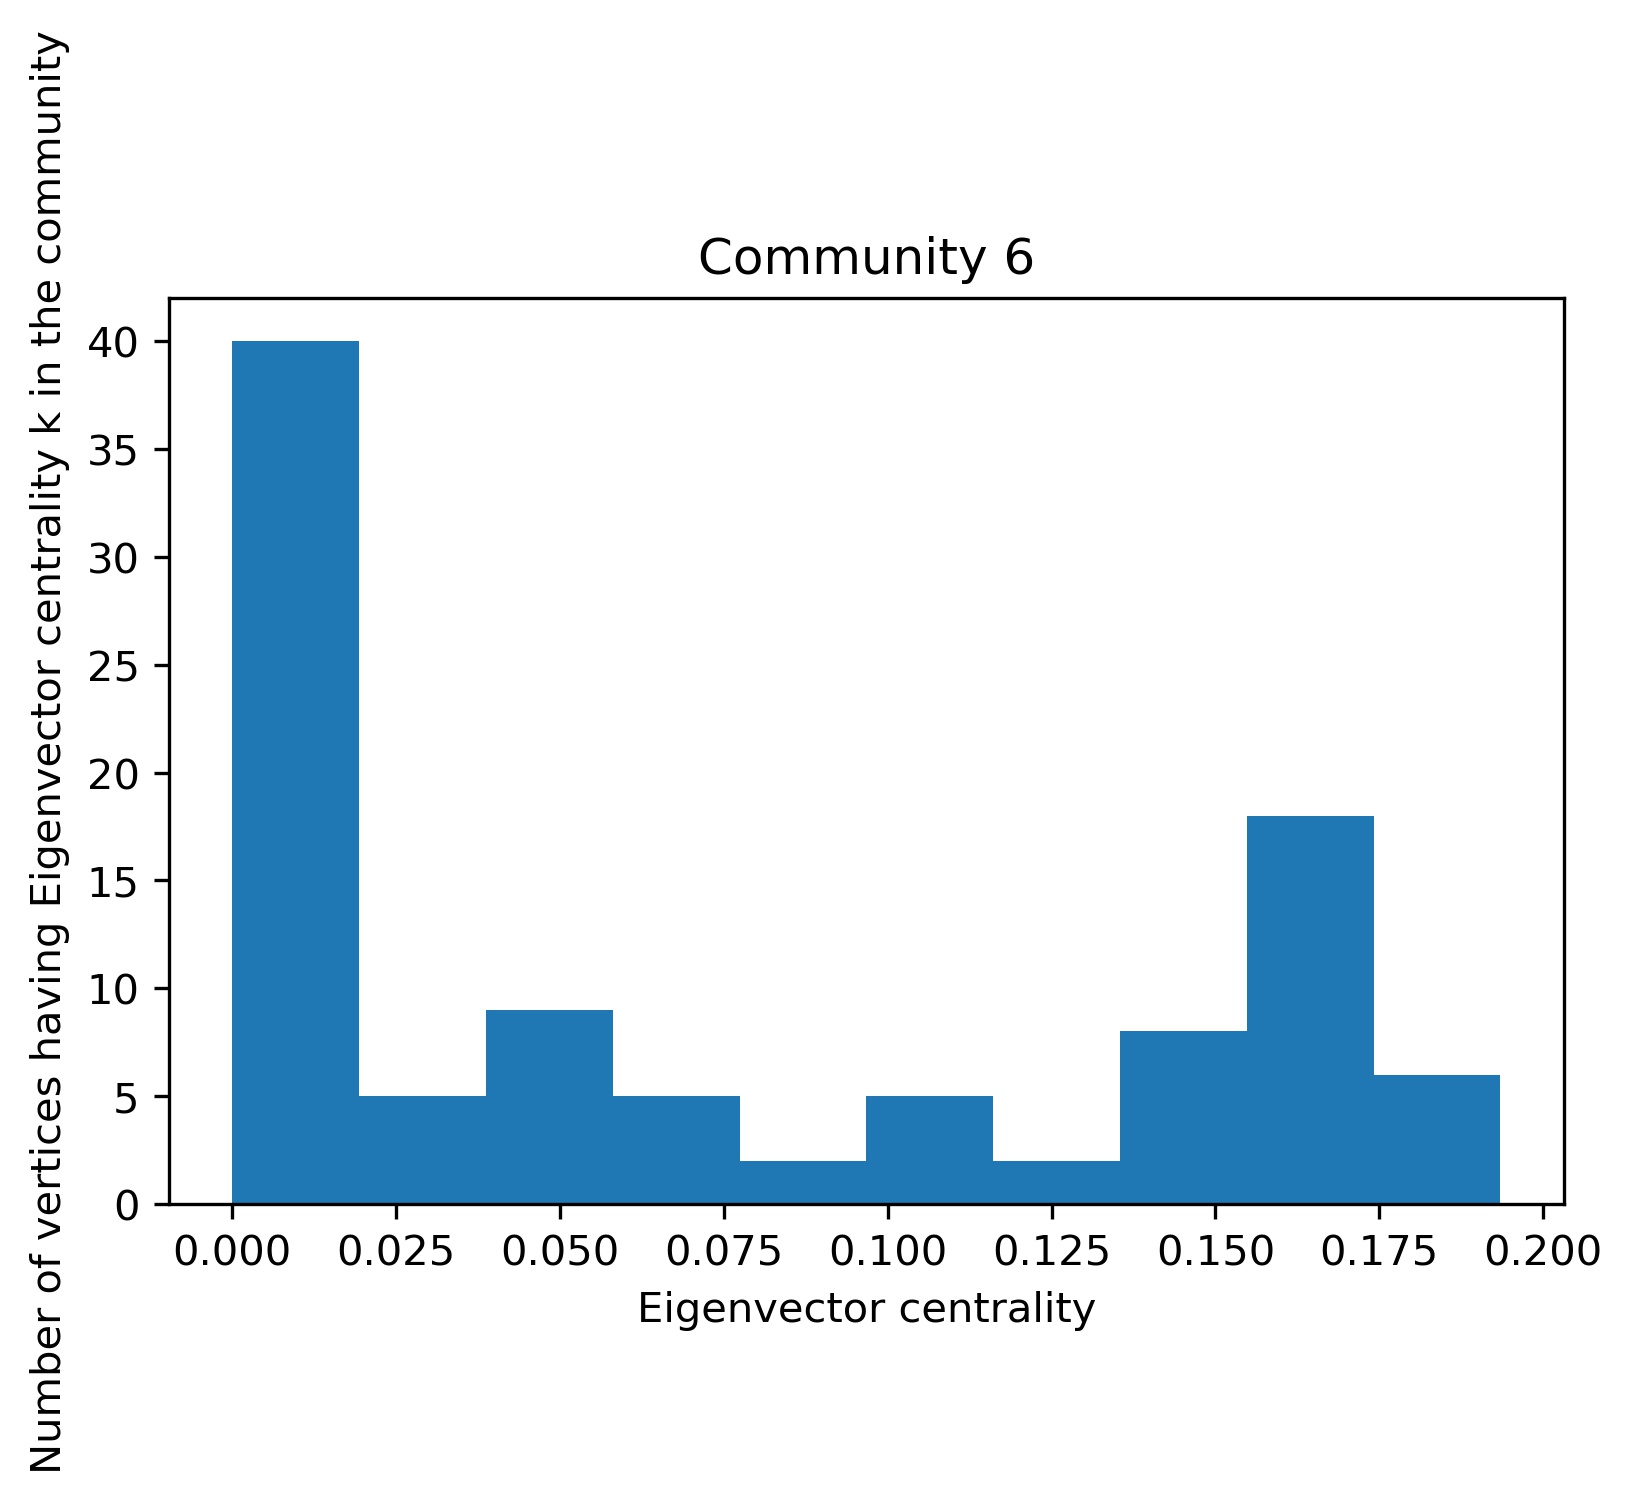 Community 6
Number of vertices having Eigenvector centrality k in the community
40
35
30
25
20
15
10
5
0
0.000 0.025 0.050 0.075 0.100 0.125 0.150 0.175 0.200
Eigenvector centrality